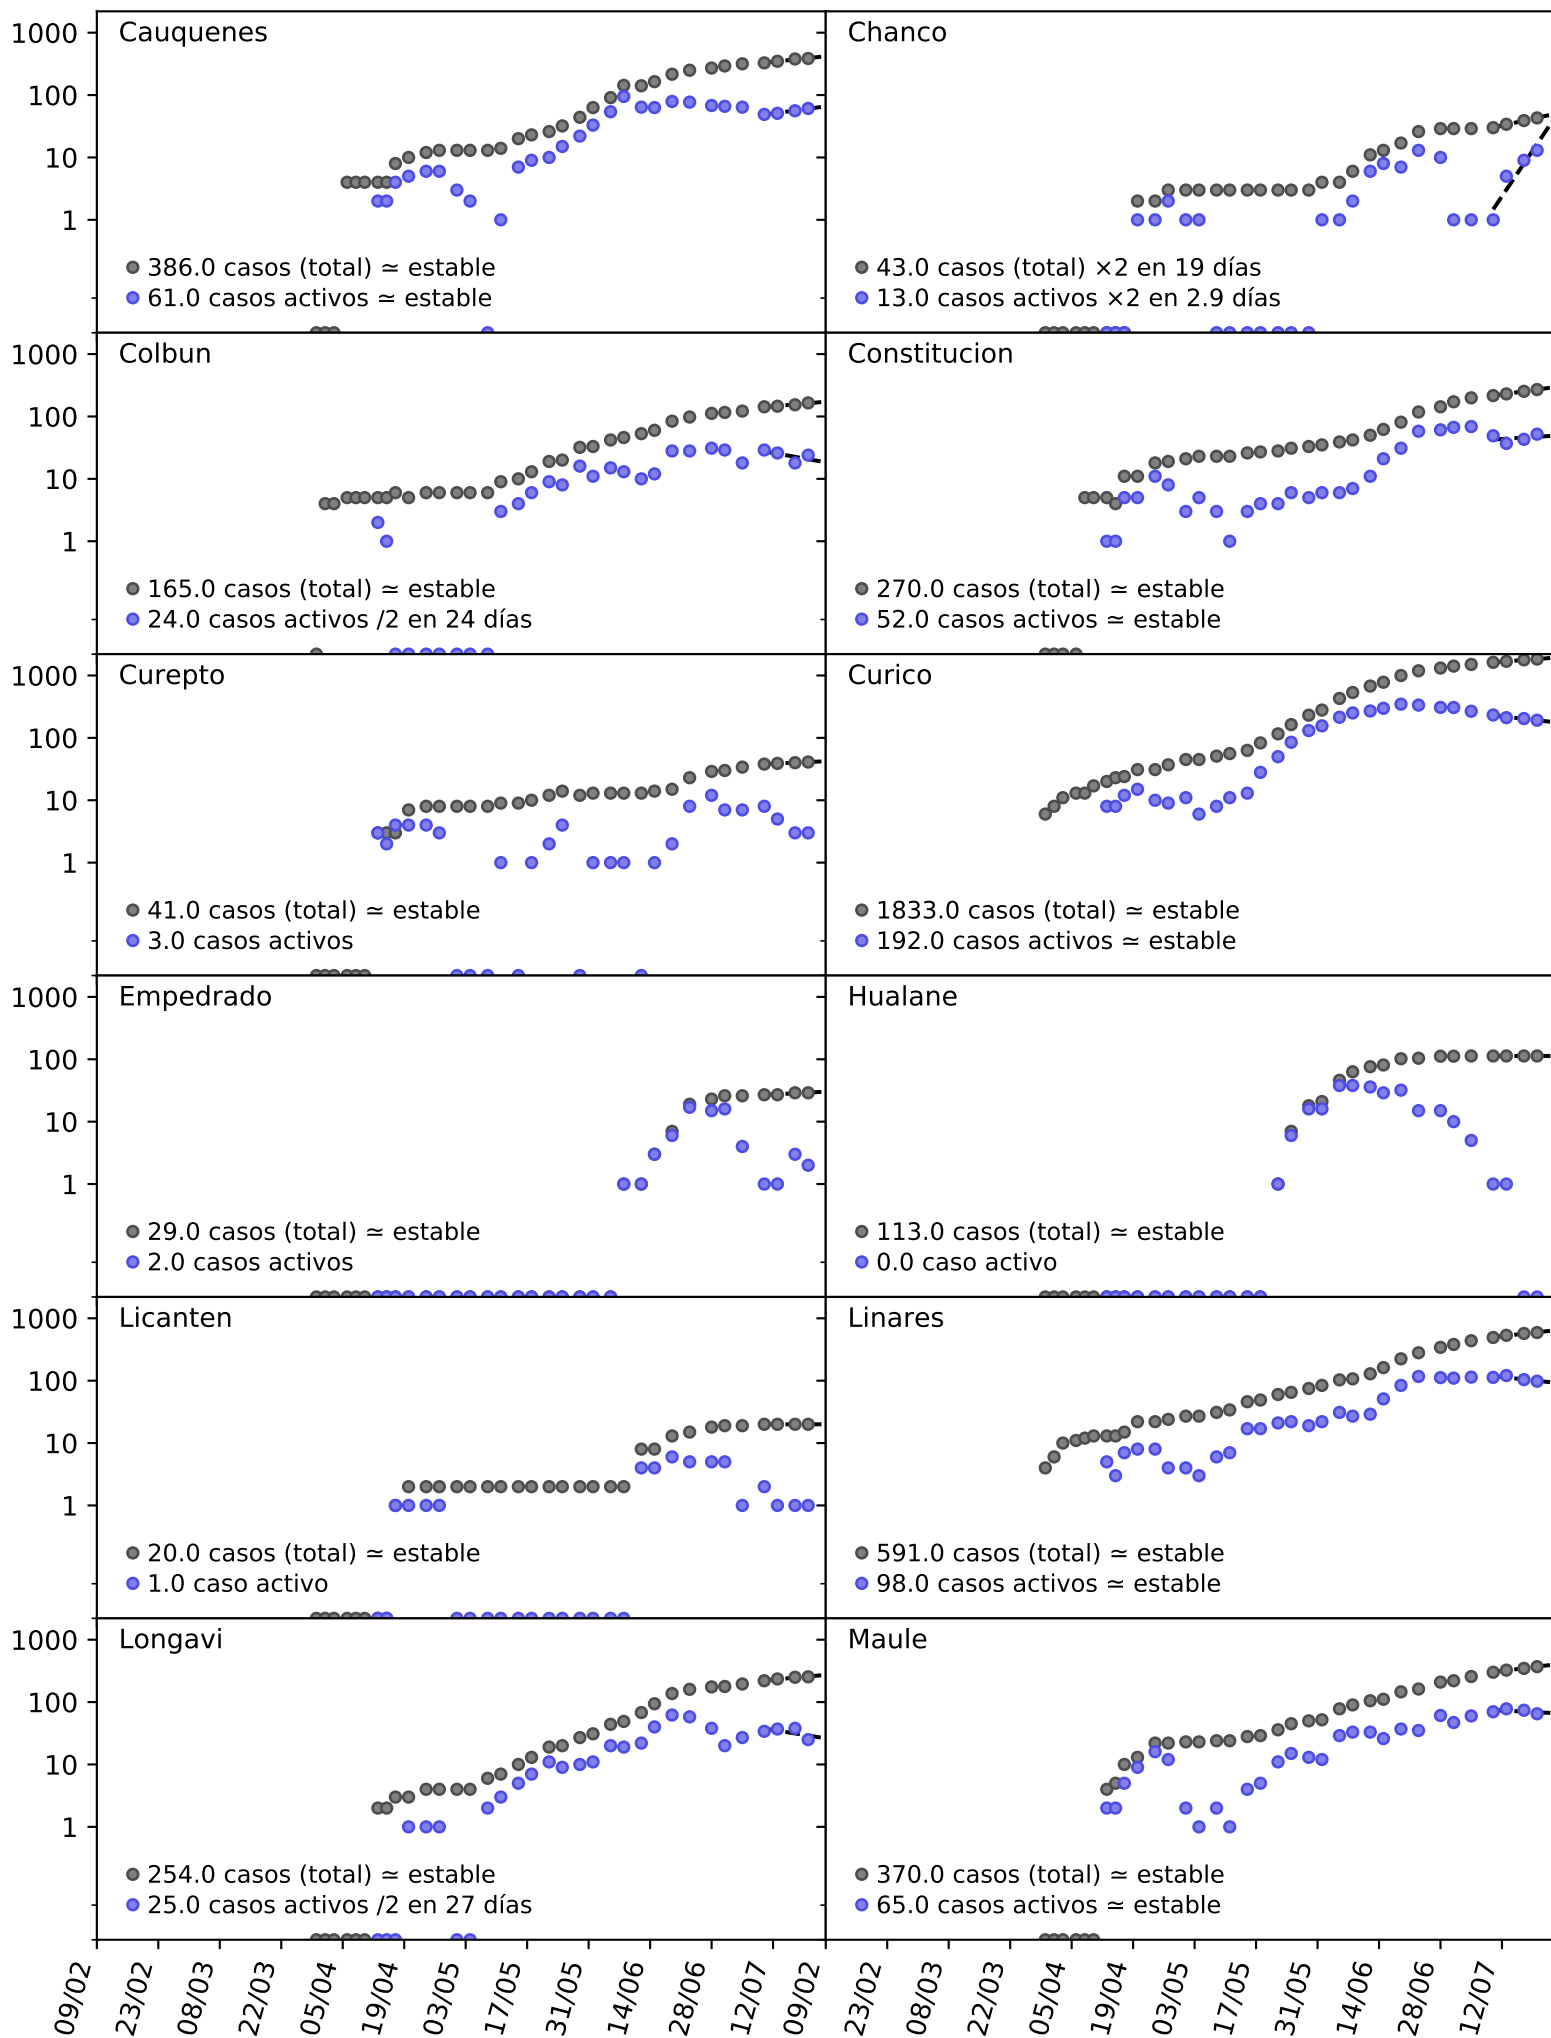 1000
100
10
1
Cauquenes
386.0 casos (total) ≃ estable
61.0 casos activos ≃ estable
Chanco
43.0 casos (total) ×2 en 19 días
13.0 casos activos ×2 en 2.9 días
1000
100
10
1
Colbun
165.0 casos (total) ≃ estable
24.0 casos activos /2 en 24 días
Constitucion
270.0 casos (total) ≃ estable
52.0 casos activos ≃ estable
1000
100
10
1
Curepto
41.0 casos (total) ≃ estable
3.0 casos activos
Curico
1833.0 casos (total) ≃ estable
192.0 casos activos ≃ estable
1000
100
10
1
Empedrado
29.0 casos (total) ≃ estable
2.0 casos activos
Hualane
113.0 casos (total) ≃ estable
0.0 caso activo
1000
100
10
1
Licanten
20.0 casos (total) ≃ estable
1.0 caso activo
Linares
591.0 casos (total) ≃ estable
98.0 casos activos ≃ estable
1000
100
10
1
Longavi
254.0 casos (total) ≃ estable
25.0 casos activos /2 en 27 días
Maule
370.0 casos (total) ≃ estable
65.0 casos activos ≃ estable
09/02 23/02 08/03 22/03 05/04 19/04 03/05 17/05 31/05 14/06 28/06 12/07 09/02 23/02 08/03 22/03 05/04 19/04 03/05 17/05 31/05 14/06 28/06 12/07